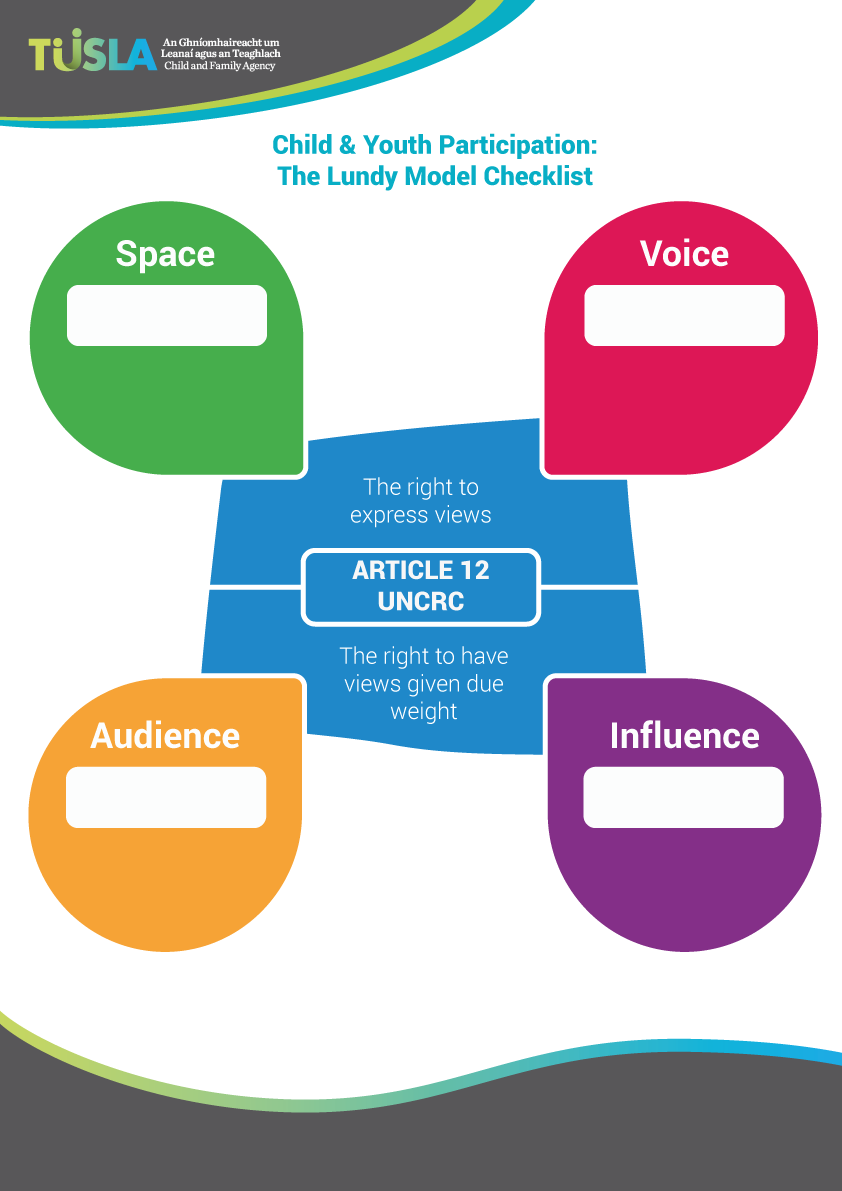 TUSLA
An Ghníomhaireacht um
Leanaí agus an Teaghlach
Child and Family Agency
Child & Youth Participation:
The Lundy Model Checklist
Space
Voice
The right to
express views
ARTICLE 12
UNCRC
The right to have
views given due
weight
Audience
Influence